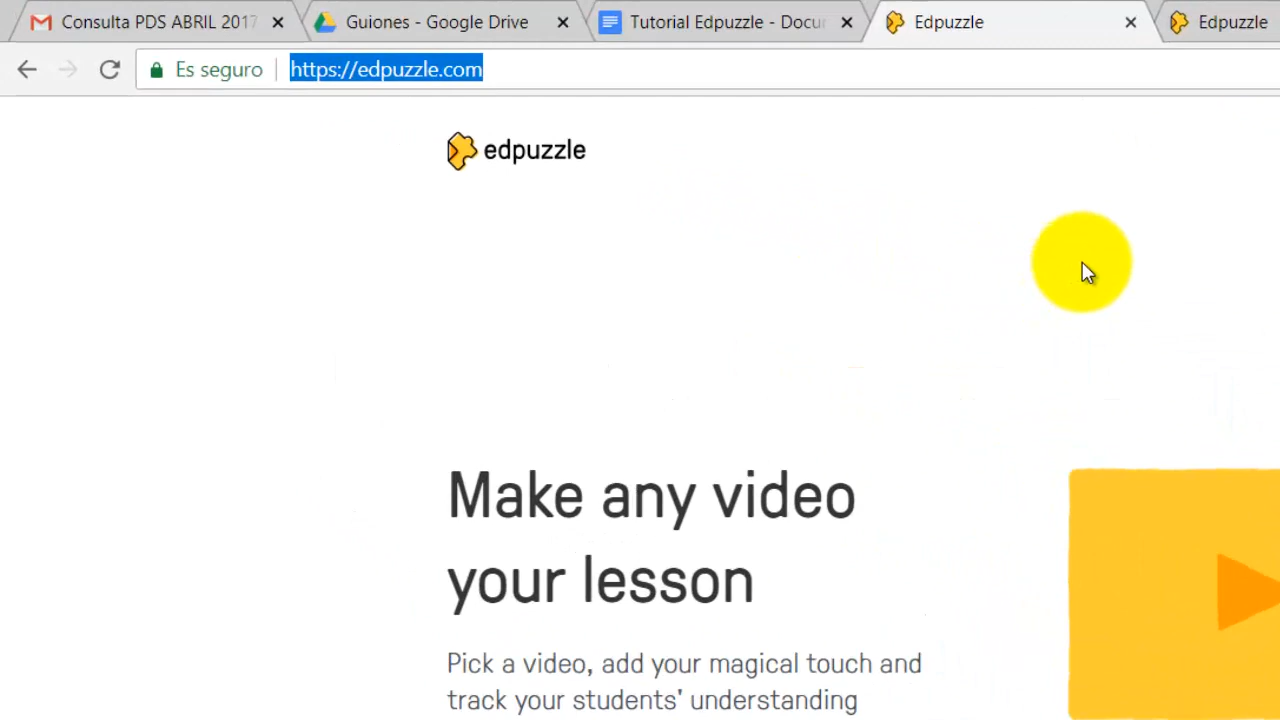 Consulta PDS ABRIL 2017
Guiones - Google Drive
Tutorial Edpuzzle - Docu
Edpuzzle
Edpuzzle
Es seguro
https://edpuzzle.com
edpuzzle
Make any video
your lesson
Pick a video, add your magical touch and
track your students' understanding